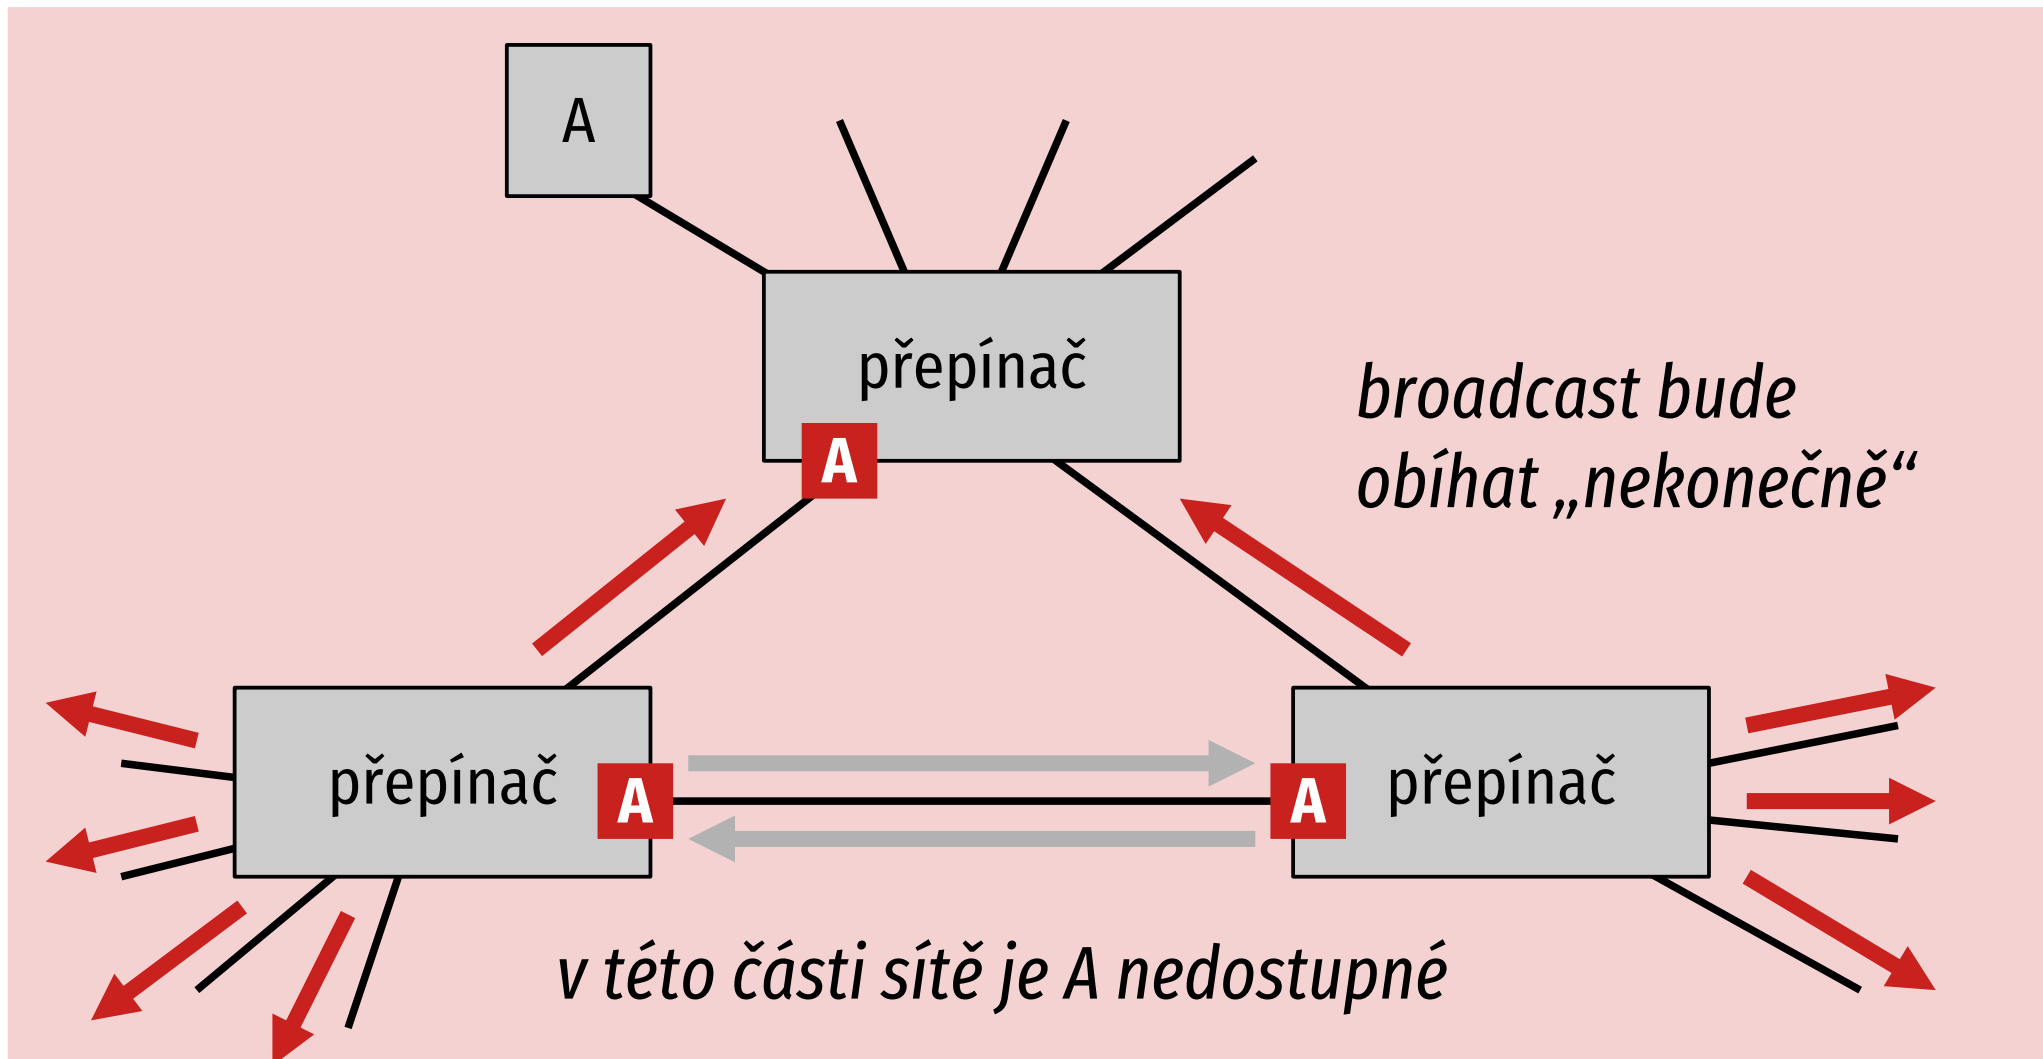 A
přepínač
A
broadcast bude
obíhat „nekonečně“
přepínač
A
A
přepínač
v této části sítě je A nedostupné